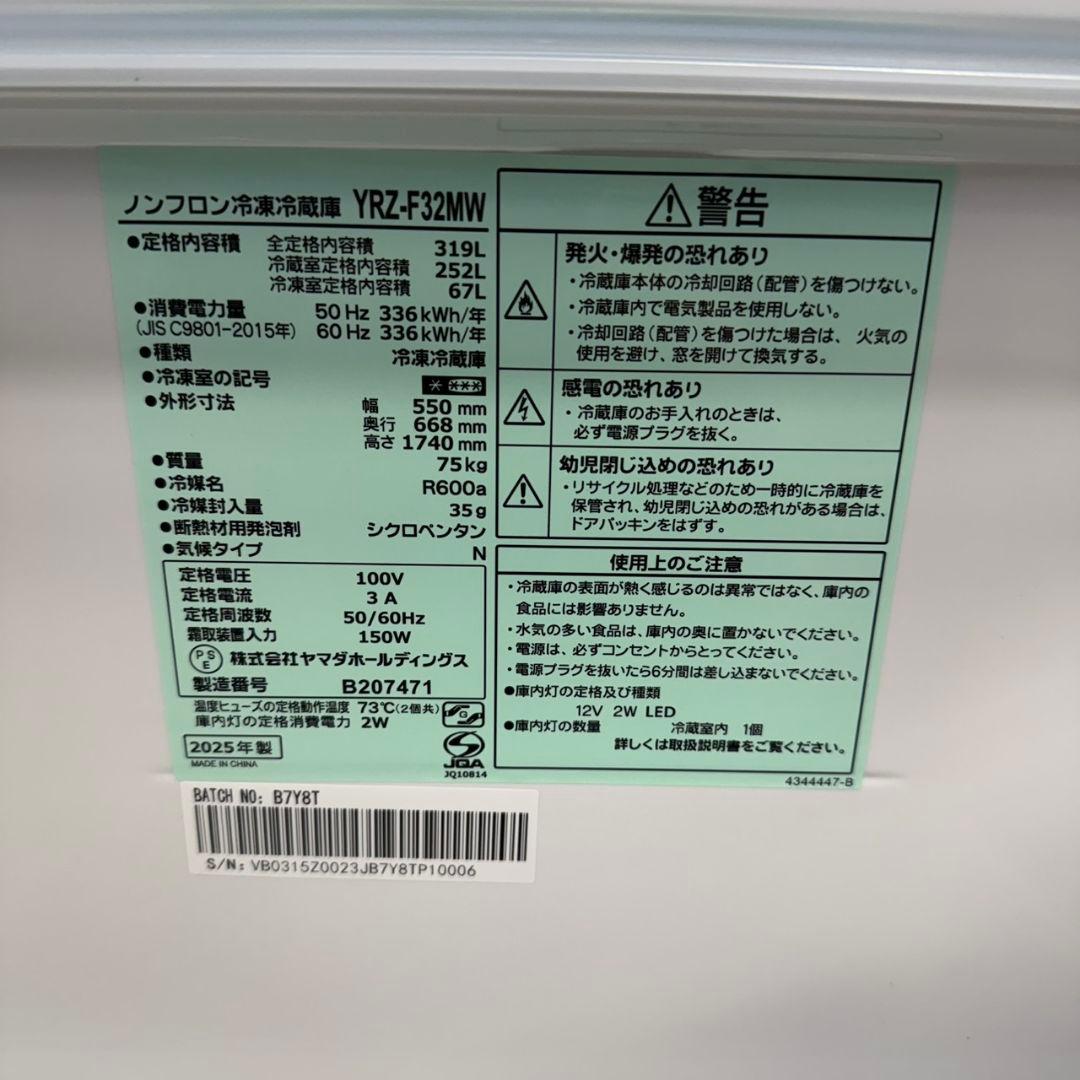 ノンフロン冷凍冷蔵庫 YRZ-F32MW
●定格内容積 全定格内容積 319L
冷蔵室定格内容積 252L
冷凍室定格内容積 67L
●消費電力量 50 Hz 336 kWh/年
(JIS C9801-2015年) 60 Hz 336 kWh/年
●種類 冷凍冷蔵庫
●冷凍室の記号
●外形寸法 幅 550 mm
奥行 668 mm
高さ 1740 mm
●質量 75kg
●冷媒名 R600a
●冷媒封入量 35g
●断熱材用発泡剤 シクロペンタン
●気候タイプ N
定格電圧 100V
定格電流 3 A
定格周波数 50/60Hz
霜取装置入力 150W
PSE 株式会社ヤマダホールディングス
製造番号 B207471
温度ヒューズの定格動作温度 73℃(2個共)
庫内灯の定格消費電力 2W
G
2025年製
MADE IN CHINA
JQA
JQ10814
警告
発火・爆発の恐れあり
・冷蔵庫本体の冷却回路(配管)を傷つけない。
・冷蔵庫内で電気製品を使用しない。
・冷却回路(配管)を傷つけた場合は、火気の
使用を避け、窓を開けて換気する。
感電の恐れあり
・冷蔵庫のお手入れのときは、
必ず電源プラグを抜く。
幼児閉じ込めの恐れあり
・リサイクル処理などのため一時的に冷蔵庫を
保管され、幼児閉じ込めの恐れがある場合は、
ドアパッキンをはずす。
使用上のご注意
・冷蔵庫の表面が熱く感じるのは異常ではなく、庫内の
食品には影響ありません。
・水気の多い食品は、庫内の奥に置かないでください。
・電源は、必ずコンセントからとってください。
・電源プラグを抜いたら6分間は差し込まないでください。
●庫内灯の定格及び種類
12V 2W LED
●庫内灯の数量 冷蔵室内 1個
詳しくは取扱説明書をご覧ください。
4344447-B
BATCH NO: B7Y8T
S/N: VB0315Z0023JB7Y8TP10006